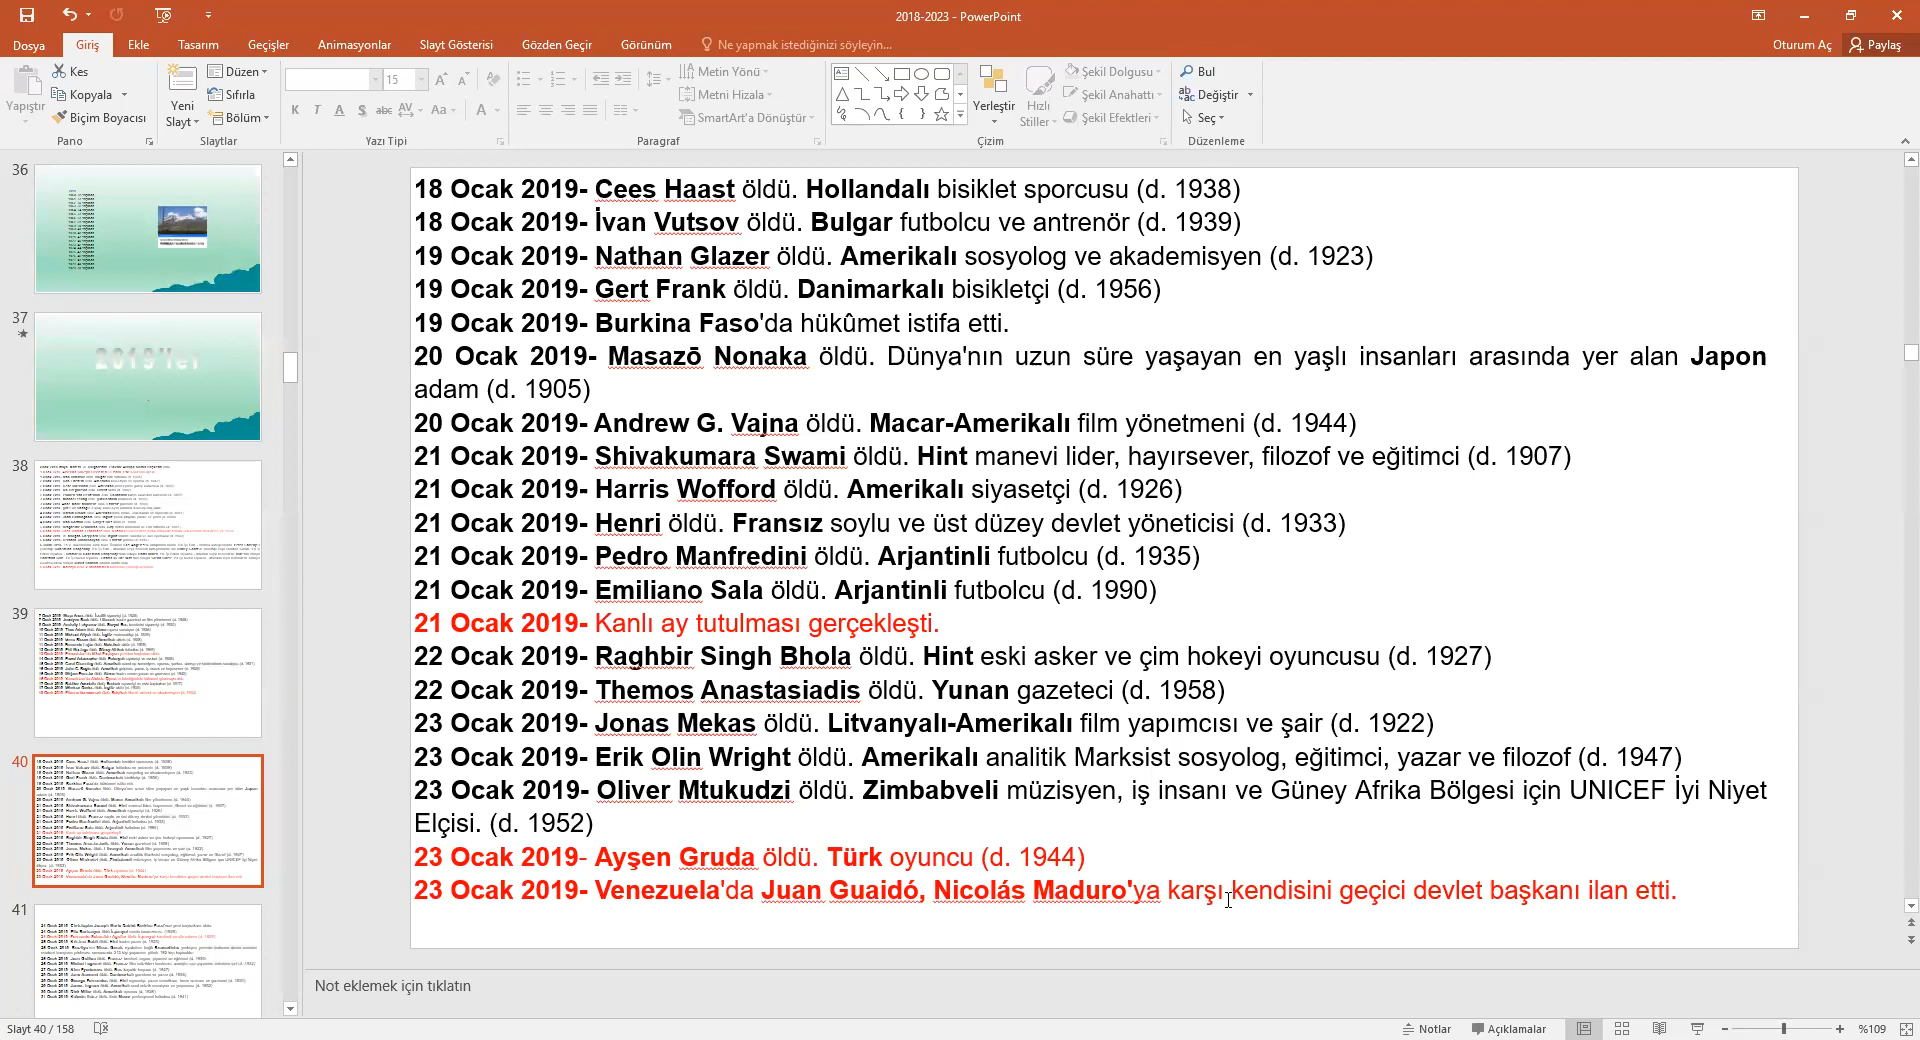 2018-2023 - PowerPoint
Dosya Giriş Ekle Tasarım Geçişler Animasyonlar Slayt Gösterisi Gözden Geçir Görünüm Ne yapmak istediğinizi söyleyin... Oturum Aç Paylaş
Yapıştır
Kes
Kopyala
Biçim Boyacısı
Pano
Yeni Slayt
Düzen
Sıfırla
Bölüm
Slaytlar
15
K T A S abc AV Aa A
Yazı Tipi
Metin Yönü
Metni Hizala
SmartArt'a Dönüştür
Paragraf
Yerleştir
Hızlı Stiller
Şekil Dolgusu
Şekil Anahattı
Şekil Efektleri
Çizim
Bul
Değiştir
Seç
Düzenleme
36
37
2019'ler
38
39
40
41
18 Ocak 2019- Cees Haast öldü. Hollandalı bisiklet sporcusu (d. 1938)
18 Ocak 2019- İvan Vutsov öldü. Bulgar futbolcu ve antrenör (d. 1939)
19 Ocak 2019- Nathan Glazer öldü. Amerikalı sosyolog ve akademisyen (d. 1923)
19 Ocak 2019- Gert Frank öldü. Danimarkalı bisikletçi (d. 1956)
19 Ocak 2019- Burkina Faso'da hükûmet istifa etti.
20 Ocak 2019- Masazō Nonaka öldü. Dünya'nın uzun süre yaşayan en yaşlı insanları arasında yer alan Japon
adam (d. 1905)
20 Ocak 2019- Andrew G. Vajna öldü. Macar-Amerikalı film yönetmeni (d. 1944)
21 Ocak 2019- Shivakumara Swami öldü. Hint manevi lider, hayırsever, filozof ve eğitimci (d. 1907)
21 Ocak 2019- Harris Wofford öldü. Amerikalı siyasetçi (d. 1926)
21 Ocak 2019- Henri öldü. Fransız soylu ve üst düzey devlet yöneticisi (d. 1933)
21 Ocak 2019- Pedro Manfredini öldü. Arjantinli futbolcu (d. 1935)
21 Ocak 2019- Emiliano Sala öldü. Arjantinli futbolcu (d. 1990)
21 Ocak 2019- Kanlı ay tutulması gerçekleşti.
22 Ocak 2019- Raghbir Singh Bhola öldü. Hint eski asker ve çim hokeyi oyuncusu (d. 1927)
22 Ocak 2019- Themos Anastasiadis öldü. Yunan gazeteci (d. 1958)
23 Ocak 2019- Jonas Mekas öldü. Litvanyalı-Amerikalı film yapımcısı ve şair (d. 1922)
23 Ocak 2019- Erik Olin Wright öldü. Amerikalı analitik Marksist sosyolog, eğitimci, yazar ve filozof (d. 1947)
23 Ocak 2019- Oliver Mtukudzi öldü. Zimbabveli müzisyen, iş insanı ve Güney Afrika Bölgesi için UNICEF İyi Niyet
Elçisi. (d. 1952)
23 Ocak 2019- Ayşen Gruda öldü. Türk oyuncu (d. 1944)
23 Ocak 2019- Venezuela'da Juan Guaidó, Nicolás Maduro'ya karşı kendisini geçici devlet başkanı ilan etti.
Not eklemek için tıklatın
Slayt 40 / 158
Notlar
Açıklamalar
%109